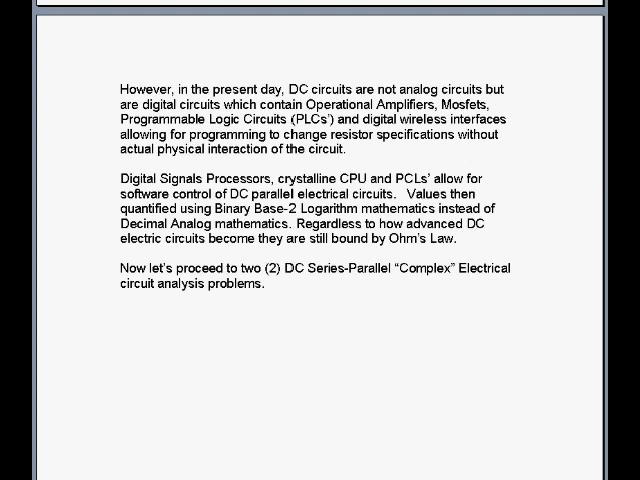 However, in the present day, DC circuits are not analog circuits but
are digital circuits which contain Operational Amplifiers, Mosfets,
Programmable Logic Circuits (PLCs’) and digital wireless interfaces
allowing for programming to change resistor specifications without
actual physical interaction of the circuit.
Digital Signals Processors, crystalline CPU and PCLs’ allow for
software control of DC parallel electrical circuits.   Values then
quantified using Binary Base-2 Logarithm mathematics instead of
Decimal Analog mathematics. Regardless to how advanced DC
electric circuits become they are still bound by Ohm’s Law.
Now let’s proceed to two (2) DC Series-Parallel “Complex” Electrical
circuit analysis problems.